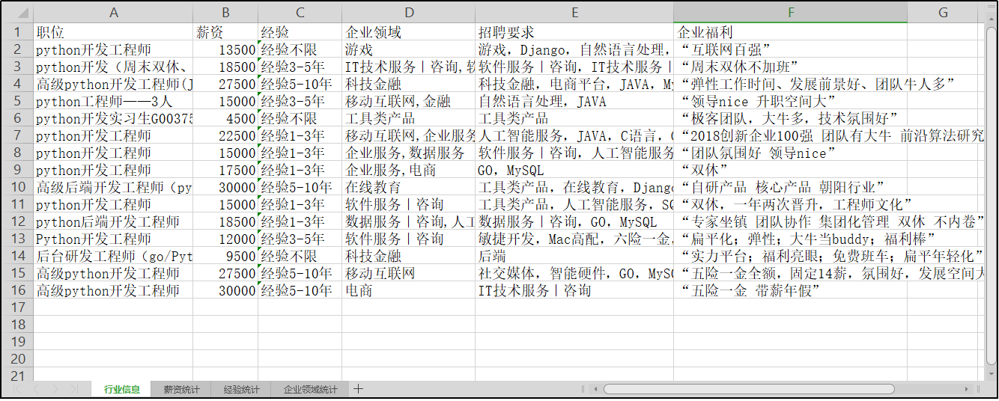 A B C D E F G
1 职位 薪资 经验 企业领域 招聘要求 企业福利
2 python开发工程师 13500 经验不限 游戏 游戏，Django，自然语言处理， “互联网百强”
3 python开发（周末双休、 18500 经验3-5年 IT技术服务｜咨询,软 软件服务｜咨询，IT技术服务｜ “周末双休不加班”
4 高级python开发工程师(J 27500 经验5-10年 科技金融 科技金融，电商平台，JAVA，My “弹性工作时间、发展前景好、团队牛人多”
5 python工程师——3人 15000 经验3-5年 移动互联网,金融 自然语言处理，JAVA “领导nice 升职空间大”
6 python开发实习生G00375 4500 经验不限 工具类产品 工具类产品 “极客团队，大牛多，技术氛围好”
7 python开发工程师 22500 经验1-3年 移动互联网,企业服务 人工智能服务，JAVA，C语言， “2018创新企业100强 团队有大牛 前沿算法研究
8 python开发工程师 15000 经验1-3年 企业服务,数据服务 软件服务｜咨询，人工智能服务 “团队氛围好 领导nice”
9 python开发工程师 17500 经验1-3年 企业服务,电商 GO，MySQL “双休”
10 高级后端开发工程师（py 30000 经验5-10年 在线教育 工具类产品，在线教育，Django “自研产品 核心产品 朝阳行业”
11 python开发工程师 15000 经验1-3年 软件服务｜咨询 工具类产品，人工智能服务，SQ “双休，一年两次晋升，工程师文化”
12 python后端开发工程师 18500 经验1-3年 数据服务｜咨询,人工 数据服务｜咨询，GO，MySQL “专家坐镇 团队协作 集团化管理 双休 不内卷”
13 Python开发工程师 12000 经验3-5年 软件服务｜咨询 敏捷开发，Mac高配，六险一金， “扁平化；弹性；大牛当buddy；福利棒”
14 后台研发工程师（go/Pyt 9500 经验不限 科技金融 后端 “实力平台；福利亮眼；免费班车；扁平年轻化”
15 高级python开发工程师 27500 经验5-10年 移动互联网 社交媒体，智能硬件，GO，MySQ “五险一金全额，固定14薪，氛围好，发展空间大
16 高级python开发工程师 30000 经验5-10年 电商 IT技术服务｜咨询 “五险一金 带薪年假”
17
18
19
20
21
行业信息 薪资统计 经验统计 企业领域统计